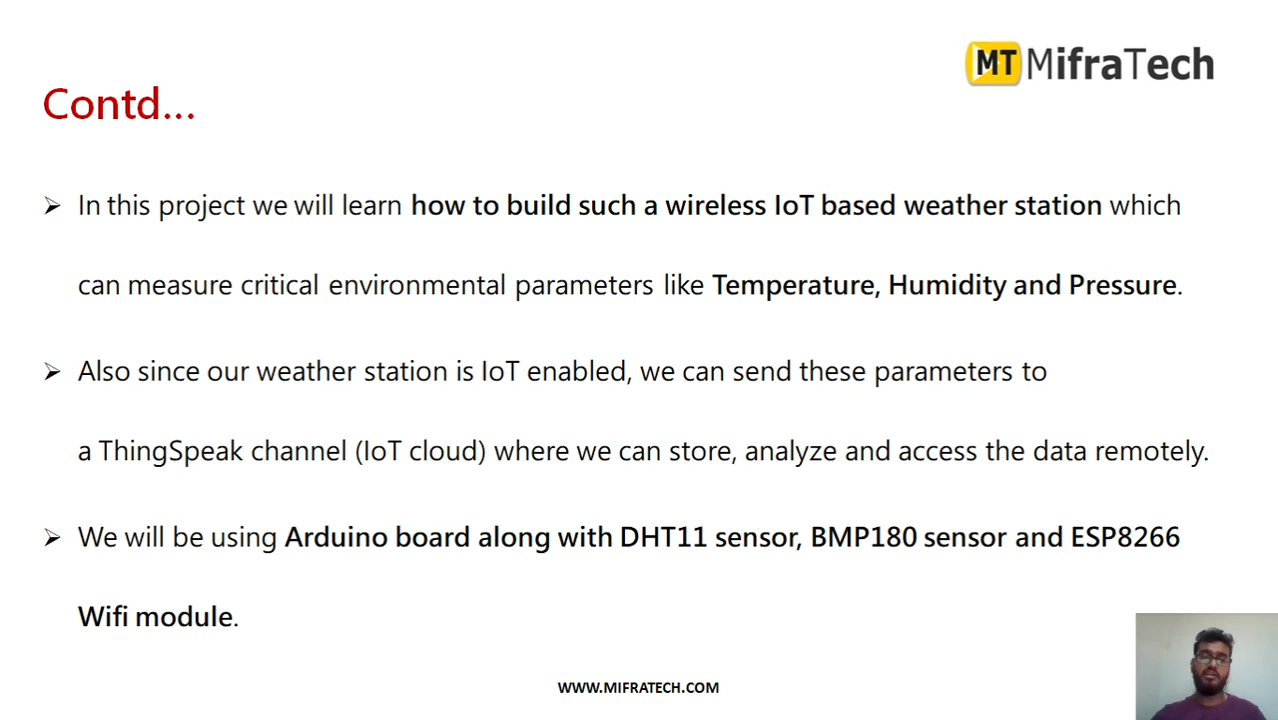 MT MifraTech
Contd...
➢ In this project we will learn how to build such a wireless IoT based weather station which
can measure critical environmental parameters like Temperature, Humidity and Pressure.
➢ Also since our weather station is IoT enabled, we can send these parameters to
a ThingSpeak channel (IoT cloud) where we can store, analyze and access the data remotely.
➢ We will be using Arduino board along with DHT11 sensor, BMP180 sensor and ESP8266
Wifi module.
WWW.MIFRATECH.COM